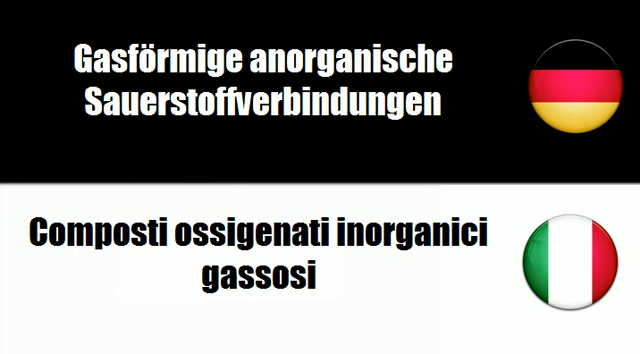 Gasförmige anorganische
Sauerstoffverbindungen
Composti ossigenati inorganici
gassosi